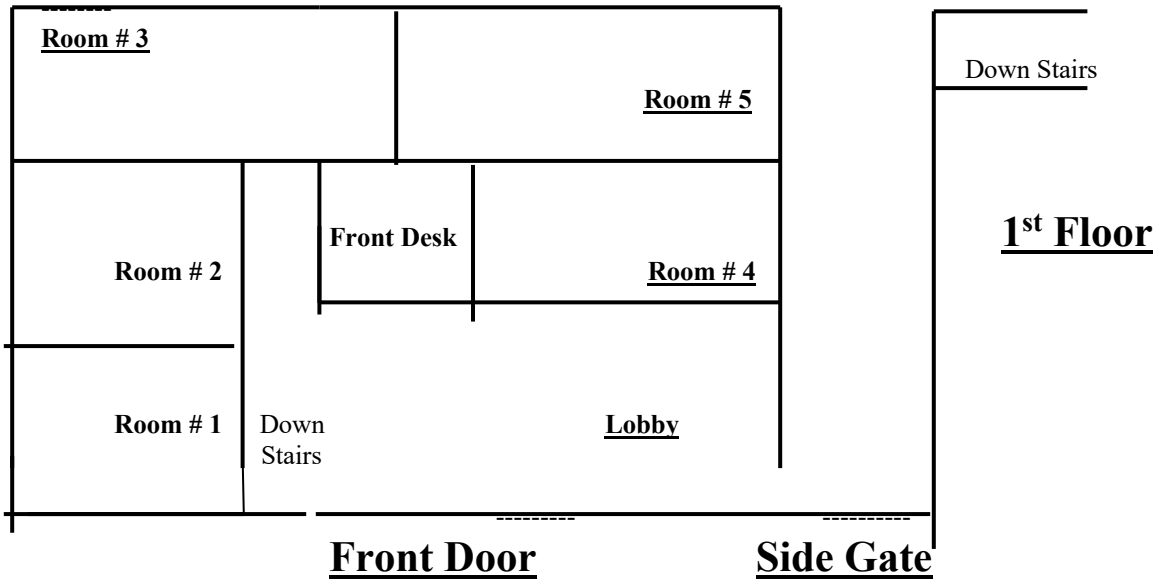 Room # 3
Down Stairs
Room # 5
1st Floor
Front Desk
Room # 2
Room # 4
Room # 1
Down
Stairs
Lobby
Front Door
Side Gate